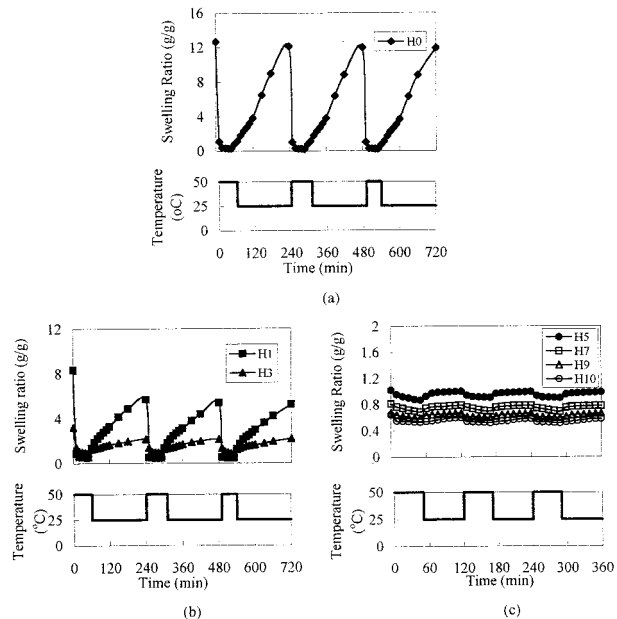 16
12
8
4
0
Swelling Ratio (g/g)
H0
50
25
0
Temperature
(oC)
0 120 240 360 480 600 720
Time (min)
(a)
12
8
4
0
Swelling ratio (g/g)
H1
H3
50
25
0
Temperature
(°C)
0 120 240 360 480 600 720
Time (min)
(b)
2
1.6
1.2
0.8
0.4
0
Swelling Ratio (g/g)
H5
H7
H9
H10
50
25
0
Temperature
(°C)
0 60 120 180 240 300 360
Time (min)
(c)